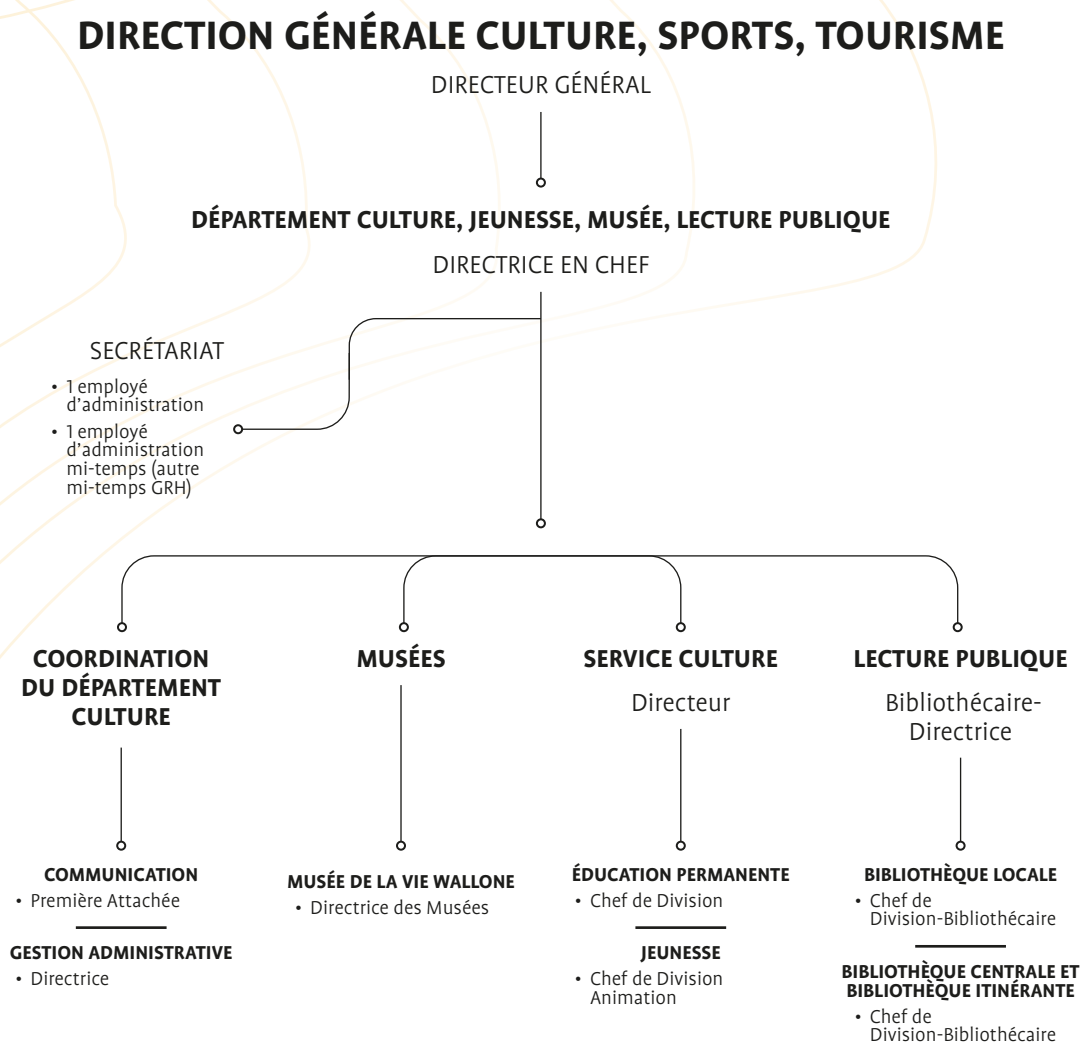 DIRECTION GÉNÉRALE CULTURE, SPORTS, TOURISME
DIRECTEUR GÉNÉRAL
DÉPARTEMENT CULTURE, JEUNESSE, MUSÉE, LECTURE PUBLIQUE
DIRECTRICE EN CHEF
SECRÉTARIAT
• 1 employé
d’administration
• 1 employé
d’administration
mi-temps (autre
mi-temps GRH)
COORDINATION
DU DÉPARTEMENT
CULTURE
COMMUNICATION
• Première Attachée
GESTION ADMINISTRATIVE
• Directrice
MUSÉES
MUSÉE DE LA VIE WALLONE
• Directrice des Musées
SERVICE CULTURE
Directeur
ÉDUCATION PERMANENTE
• Chef de Division
JEUNESSE
• Chef de Division
Animation
LECTURE PUBLIQUE
Bibliothécaire-
Directrice
BIBLIOTHÈQUE LOCALE
• Chef de
Division-Bibliothécaire
BIBLIOTHÈQUE CENTRALE ET
BIBLIOTHÈQUE ITINÉRANTE
• Chef de
Division-Bibliothécaire